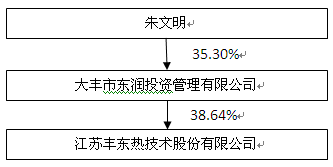 朱文明
35.30%
大丰市东润投资管理有限公司
38.64%
江苏丰东热技术股份有限公司